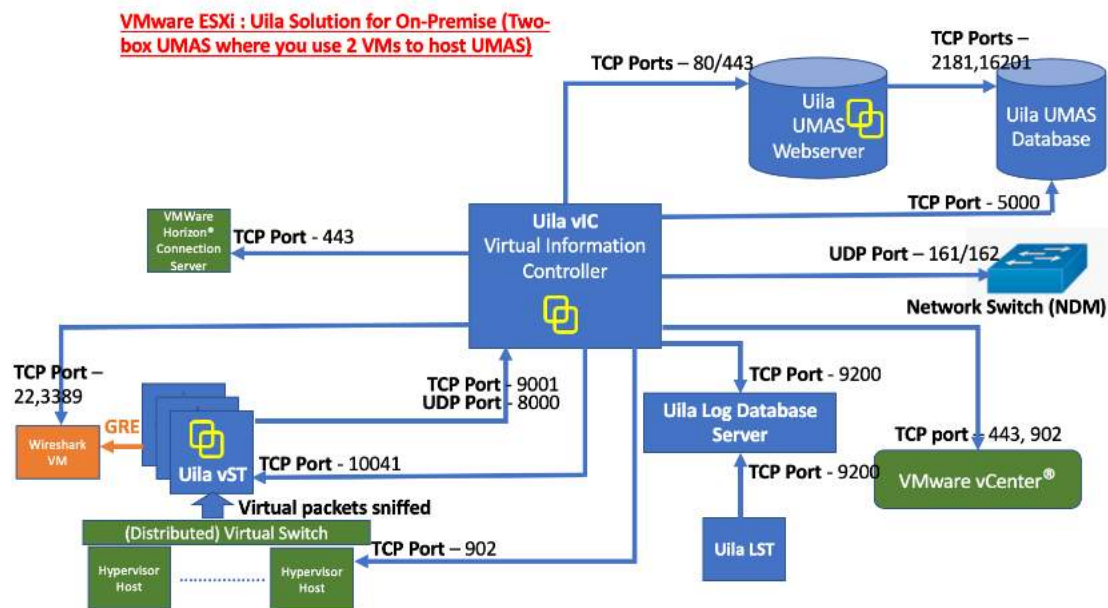 VMware ESXi : Uila Solution for On-Premise (Two-
box UMAS where you use 2 VMs to host UMAS)
TCP Ports – 80/443
TCP Ports –
2181,16201
Uila
UMAS
Webserver
Uila UMAS
Database
TCP Port - 5000
VMWare
Horizon®
Connection
Server
TCP Port - 443
Uila vIC
Virtual Information
Controller
UDP Port – 161/162
Network Switch (NDM)
TCP Port –
22,3389
TCP Port - 9001
UDP Port - 8000
TCP Port - 9200
Uila Log Database
Server
GRE
Wireshark
VM
Uila vST
TCP Port - 10041
TCP port – 443, 902
TCP Port - 9200
VMware vCenter®
Virtual packets sniffed
(Distributed) Virtual Switch
TCP Port – 902
Uila LST
Hypervisor
Host
Hypervisor
Host